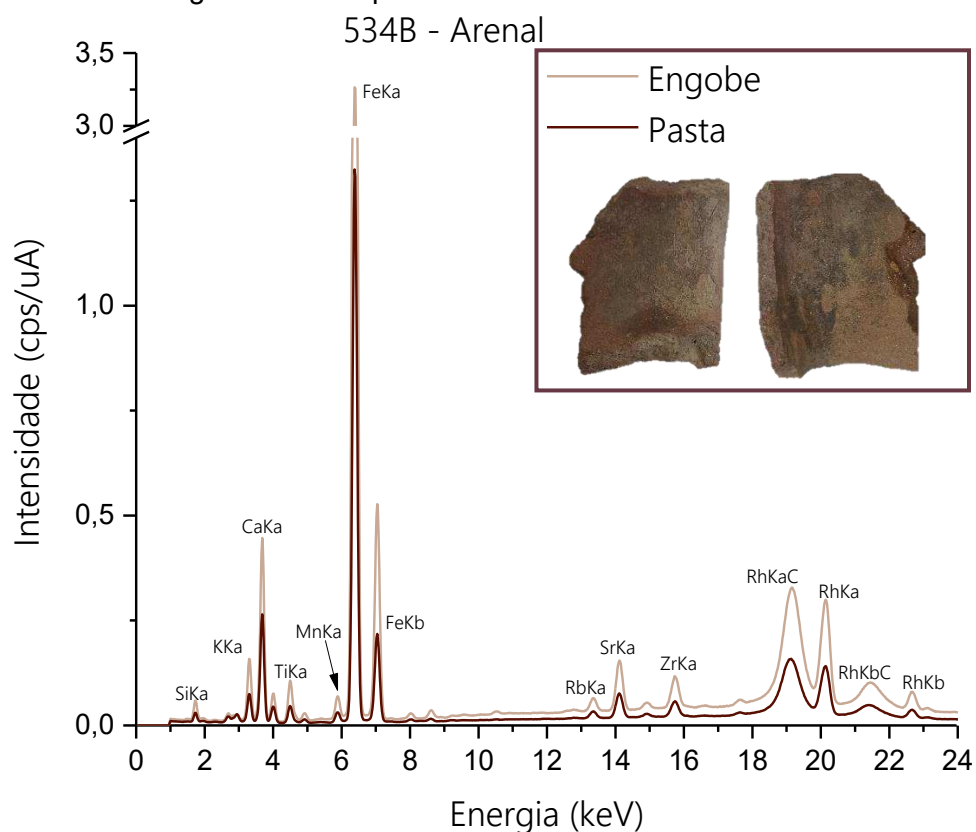 534B - Arenal
Engobe
Pasta
3,5
3,0
1,0
0,5
0,0
Intensidade (cps/uA)
FeKa
CaKa
KKa
SiKa
TiKa
MnKa
FeKb
RbKa
SrKa
ZrKa
RhKaC
RhKa
RhKbC
RhKb
0 2 4 6 8 10 12 14 16 18 20 22 24
Energia (keV)